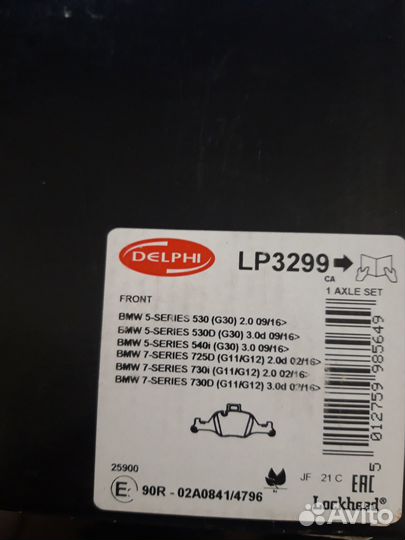 DELPHI
LP3299
CA
1 AXLE SET
FRONT
BMW 5-SERIES 530 (G30) 2.0 09/16>
BMW 5-SERIES 530D (G30) 3.0d 09/16>
BMW 5-SERIES 540i (G30) 3.0 09/16>
BMW 7-SERIES 725D (G11/G12) 2.0d 02/16>
BMW 7-SERIES 730i (G11/G12) 2.0 02/16>
BMW 7-SERIES 730D (G11/G12) 3.0d 02/16>
5 012759 985649
25900
JF 21 C
EAC
E 90R - 02A0841/4796
Lockheed®
Avito